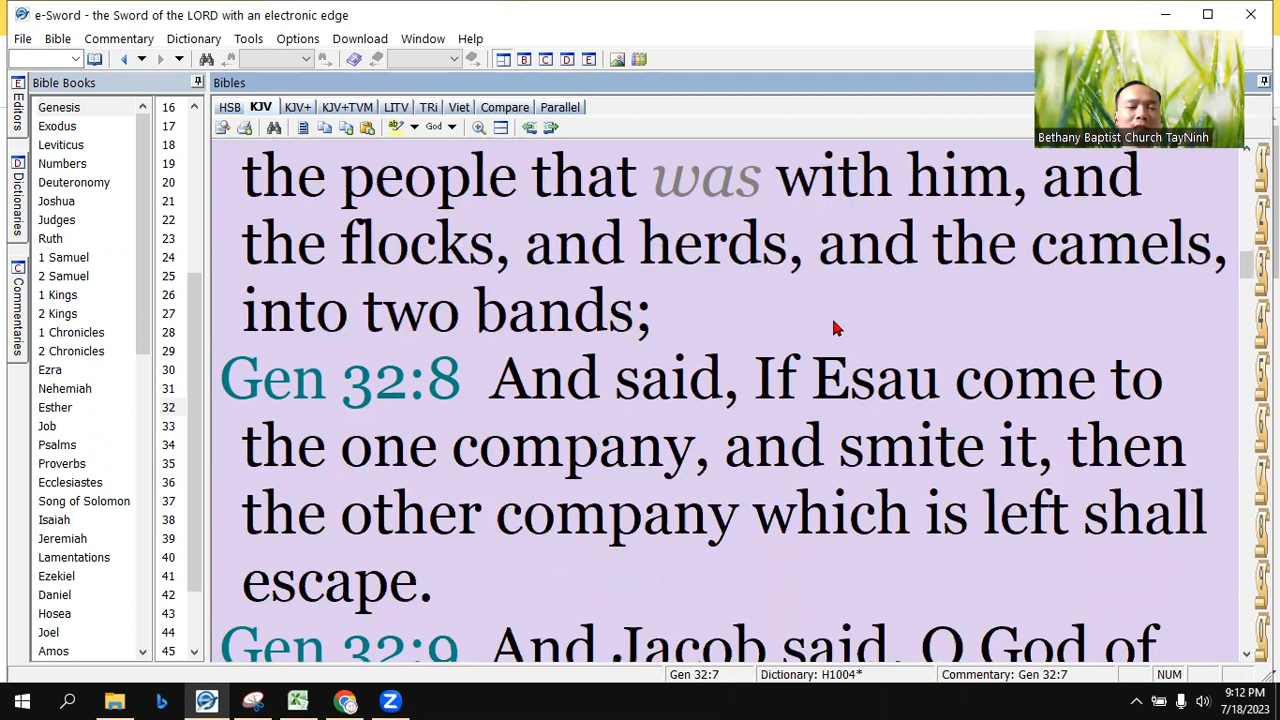 e-Sword - the Sword of the LORD with an electronic edge
File Bible Commentary Dictionary Tools Options Download Window Help
Bible Books
Bibles
Editors
Dictionaries
Commentaries
HSB KJV KJV+ KJV+TVM LITV TRi Viet Compare Parallel
B C D E
God
Genesis 16
Exodus 17
Leviticus 18
Numbers 19
Deuteronomy 20
Joshua 21
Judges 22
Ruth 23
1 Samuel 24
2 Samuel 25
1 Kings 26
2 Kings 27
1 Chronicles 28
2 Chronicles 29
Ezra 30
Nehemiah 31
Esther 32
Job 33
Psalms 34
Proverbs 35
Ecclesiastes 36
Song of Solomon 37
Isaiah 38
Jeremiah 39
Lamentations 40
Ezekiel 41
Daniel 42
Hosea 43
Joel 44
Amos 45
Bethany Baptist Church TayNinh
the people that was with him, and
the flocks, and herds, and the camels,
into two bands;
Gen 32:8 And said, If Esau come to
the one company, and smite it, then
the other company which is left shall
escape.
Gen 32:9 And Jacob said, O God of
Gen 32:7 Dictionary: H1004* Commentary: Gen 32:7 NUM
9:12 PM
7/18/2023